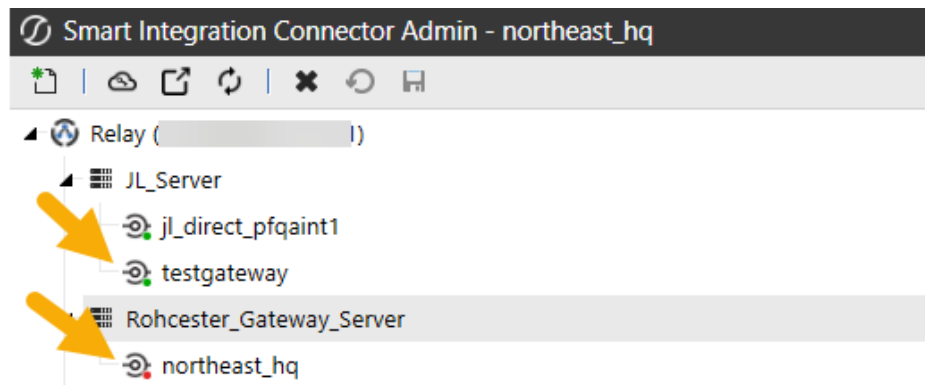 Smart Integration Connector Admin - northeast_hq
Relay ( l)
JL_Server
jl_direct_pfqaint1
testgateway
Rohcester_Gateway_Server
northeast_hq